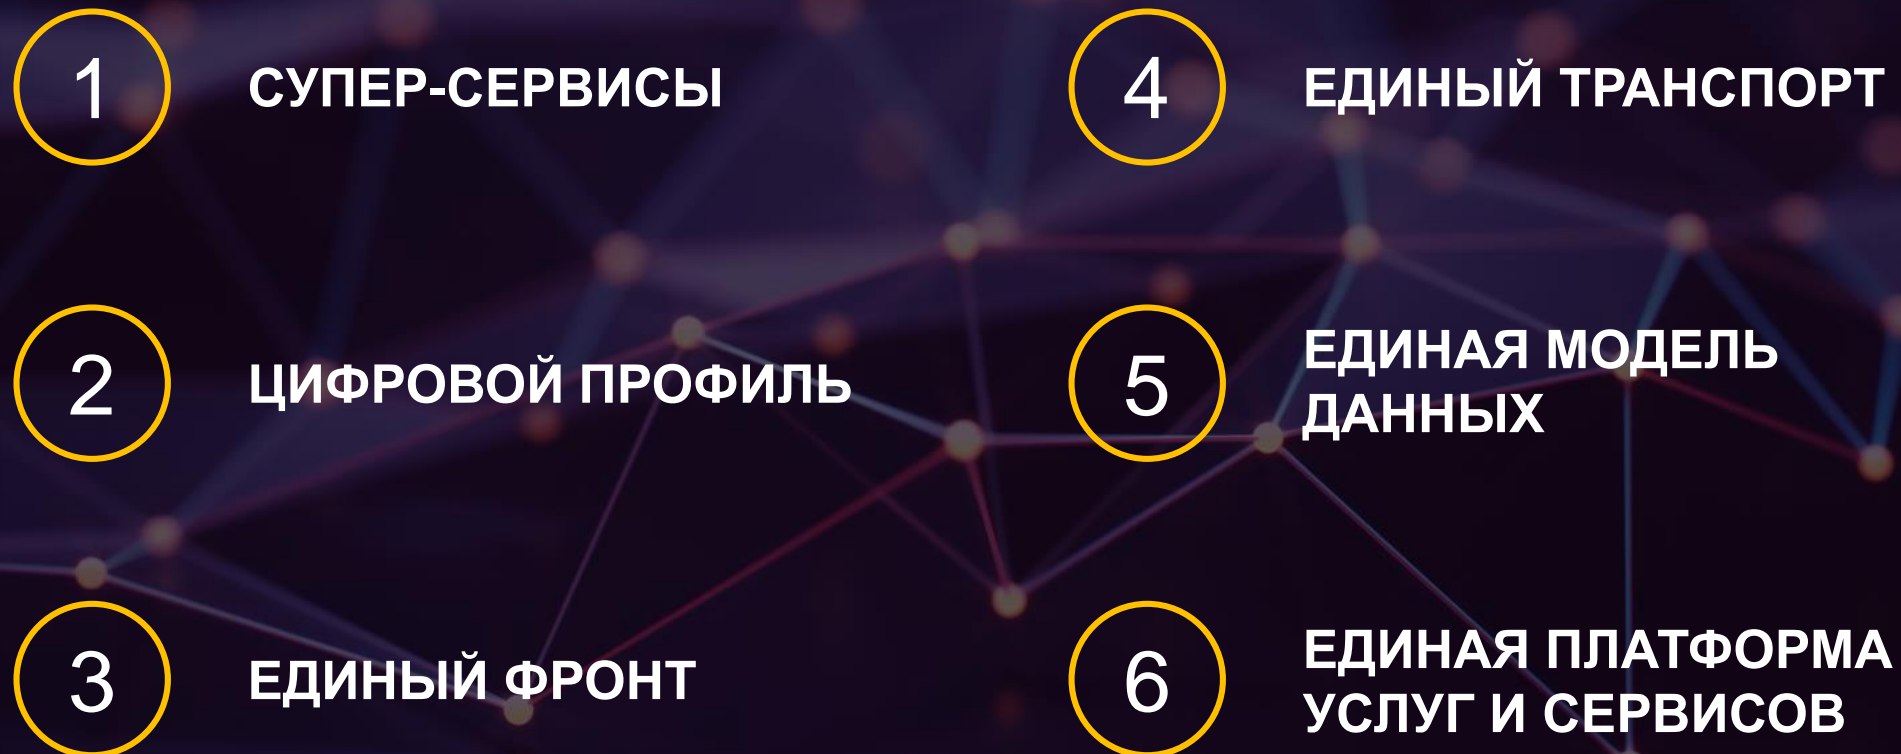 1
СУПЕР-СЕРВИСЫ
2
ЦИФРОВОЙ ПРОФИЛЬ
3
ЕДИНЫЙ ФРОНТ
4
ЕДИНЫЙ ТРАНСПОРТ
5
ЕДИНАЯ МОДЕЛЬ
ДАННЫХ
6
ЕДИНАЯ ПЛАТФОРМА
УСЛУГ И СЕРВИСОВ